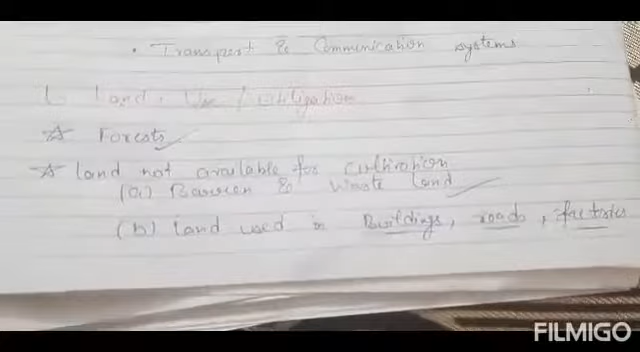 • Transport & Communication systems
Land Use / utilization
☆ Forests
☆ Land not available for cultivation
(a) Barren & Waste land
(b) Land used in Buildings, roads, factories
FILMIGO